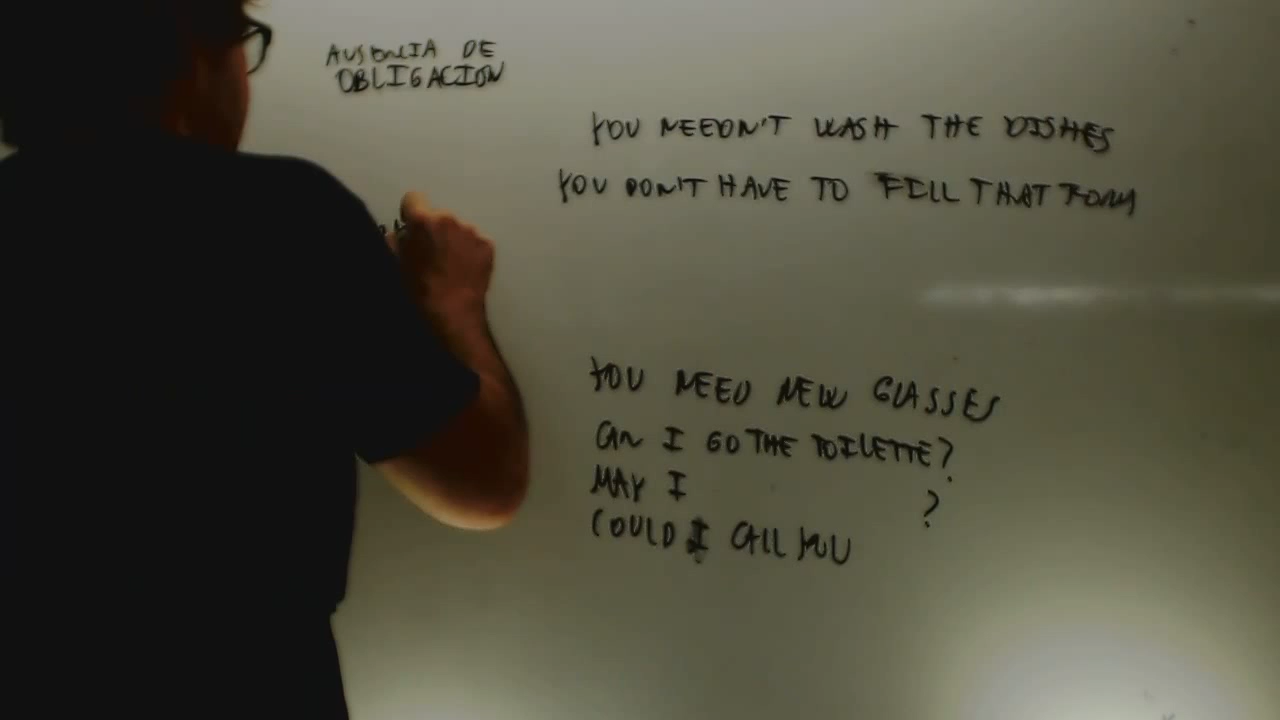 AUSENCIA DE
OBLIGACION
YOU NEEDN'T WASH THE DISHES
YOU DON'T HAVE TO FILL THAT FORM
YOU NEED NEW GLASSES
CAN I GO THE TOILETTE?
MAY I ?
COULD I CALL YOU